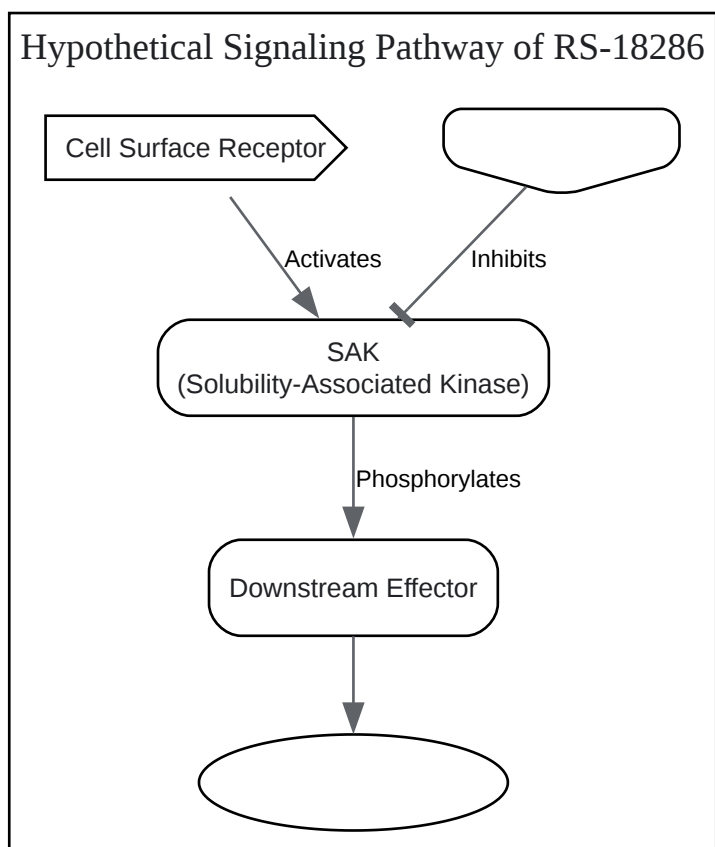 Hypothetical Signaling Pathway of RS-18286
Cell Surface Receptor
Activates
Inhibits
SAK
(Solubility-Associated Kinase)
Phosphorylates
Downstream Effector